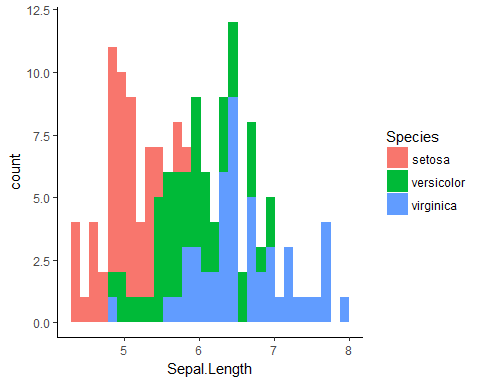 12.5
10.0
7.5
5.0
2.5
0.0
count
5 6 7 8
Sepal.Length
Species
setosa
versicolor
virginica